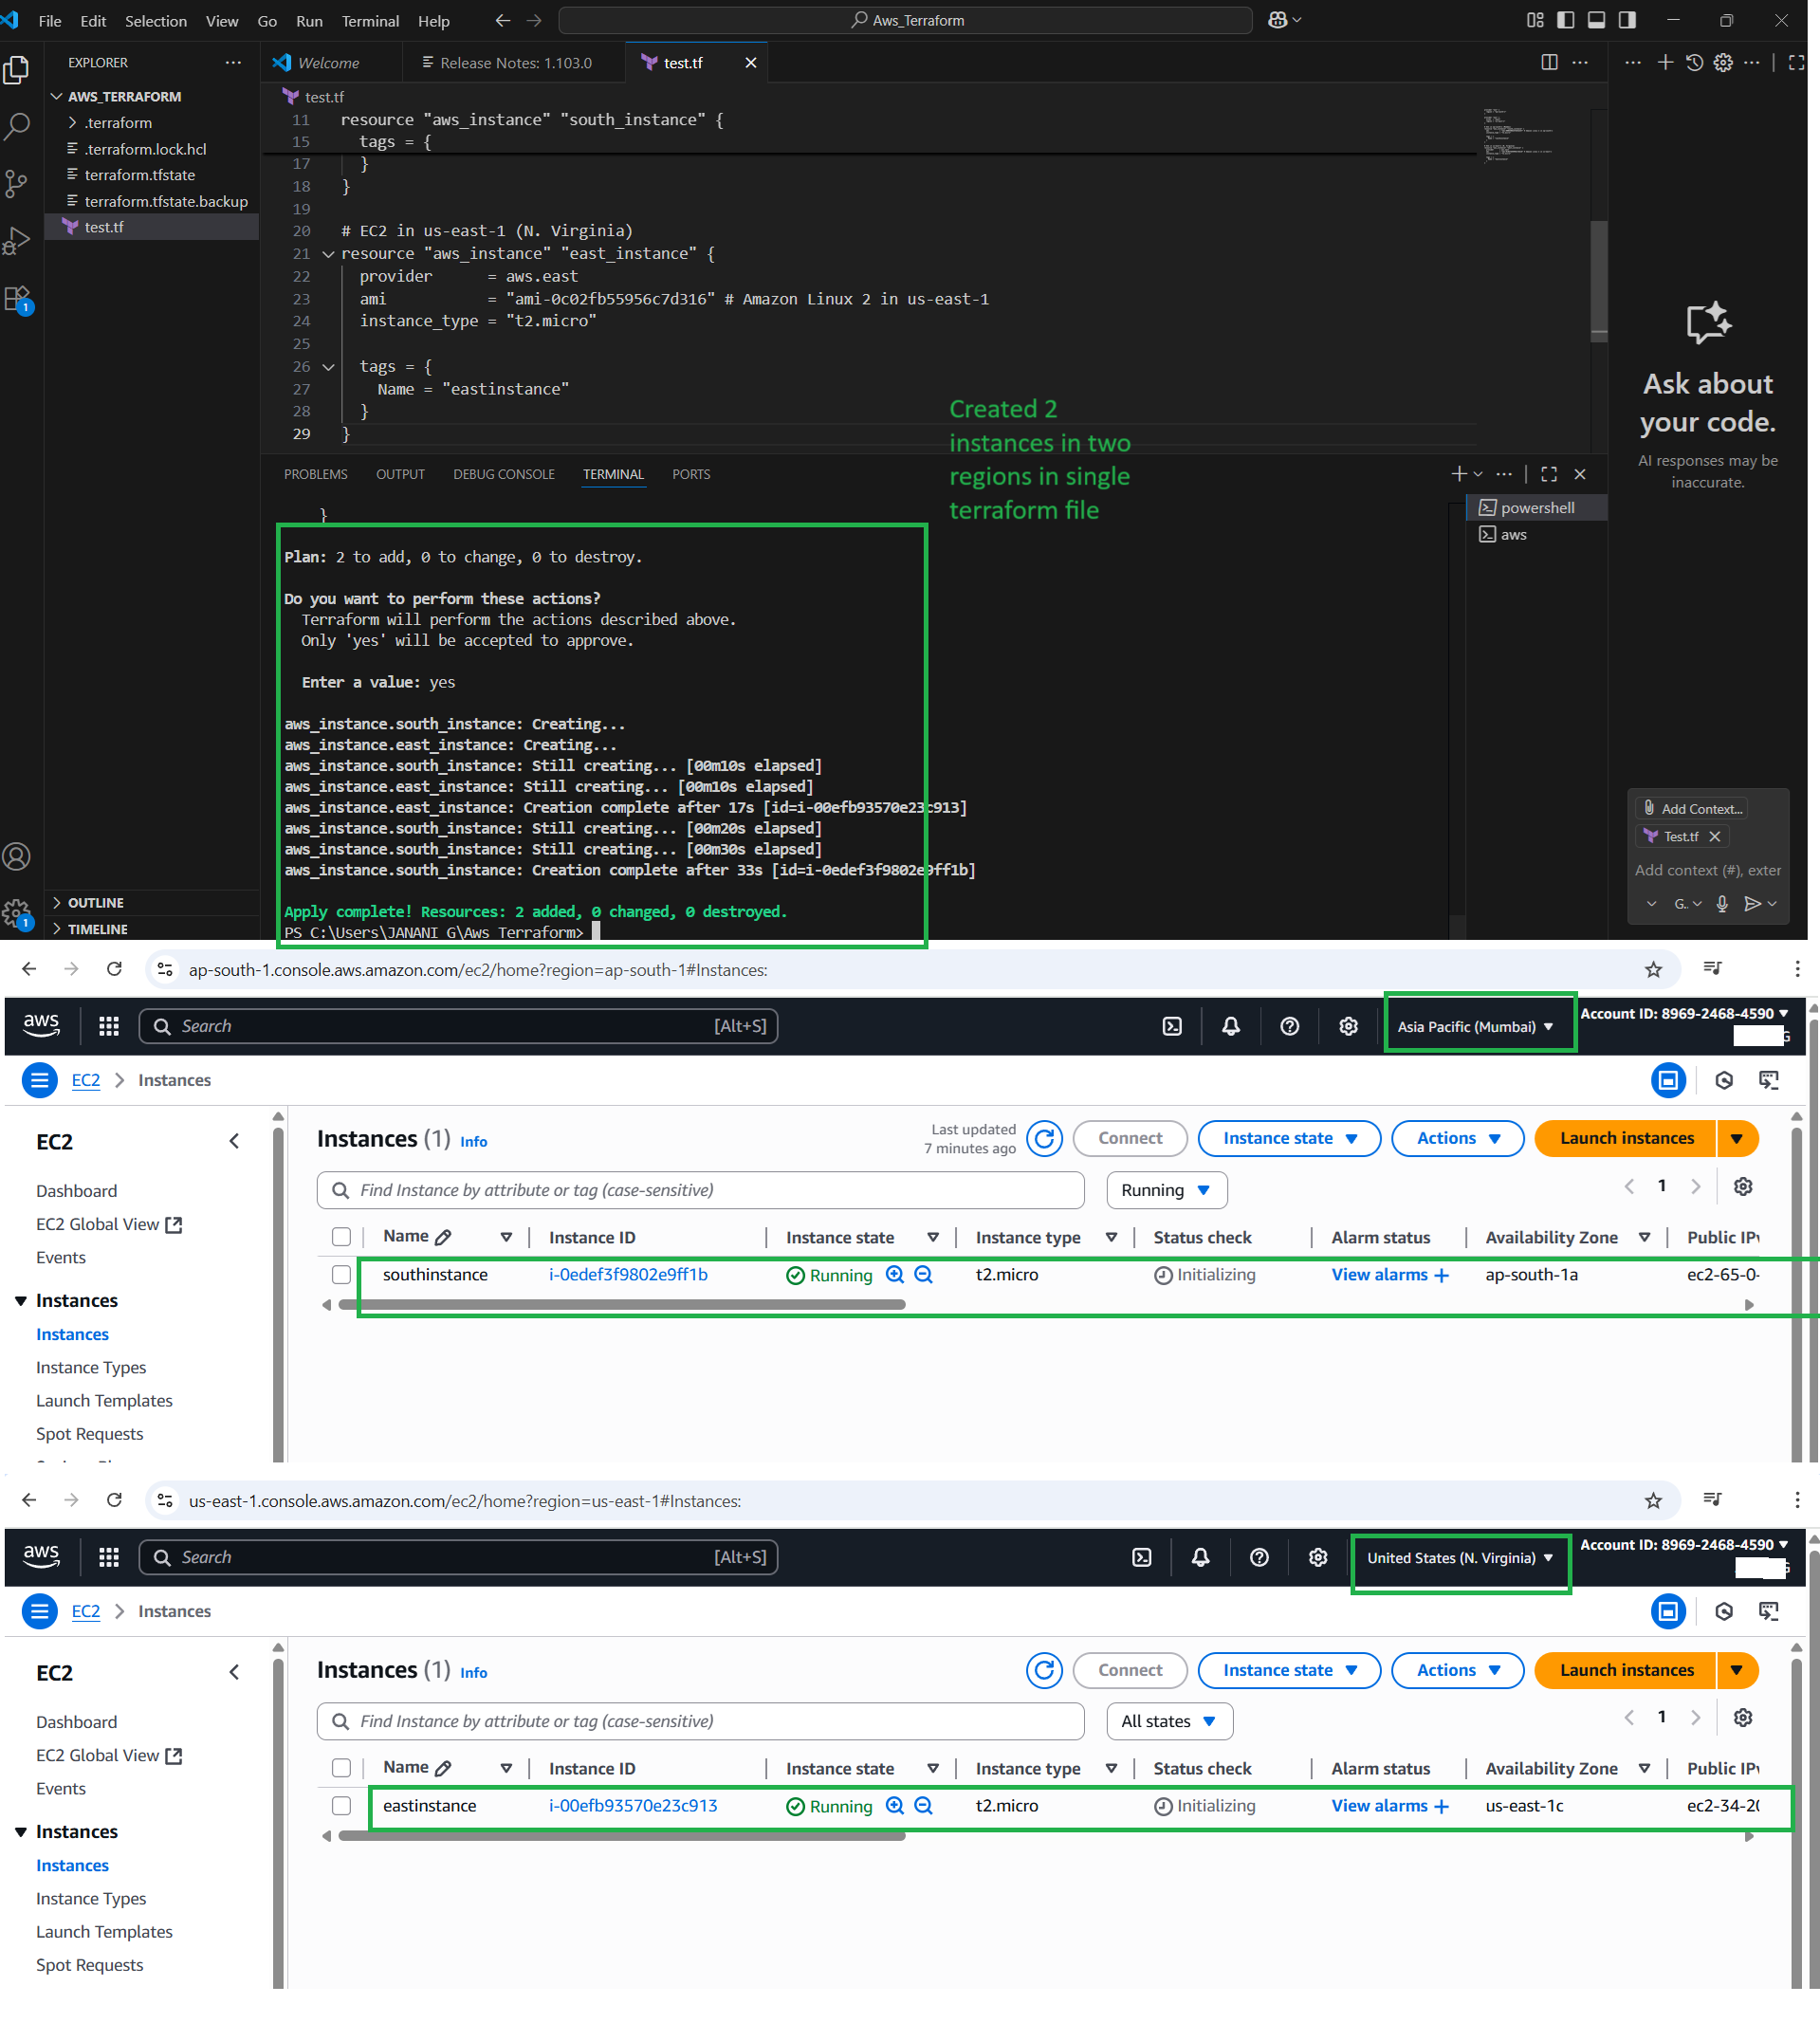 File Edit Selection View Go Run Terminal Help
Aws_Terraform
EXPLORER
AWS_TERRAFORM
.terraform
.terraform.lock.hcl
terraform.tfstate
terraform.tfstate.backup
test.tf
OUTLINE
TIMELINE
1
1
Welcome
Release Notes: 1.103.0
test.tf
test.tf
11 resource "aws_instance" "south_instance" {
15 tags = {
17 }
18 }
19
20 # EC2 in us-east-1 (N. Virginia)
21 resource "aws_instance" "east_instance" {
22 provider = aws.east
23 ami = "ami-0c02fb55956c7d316" # Amazon Linux 2 in us-east-1
24 instance_type = "t2.micro"
25
26 tags = {
27 Name = "eastinstance"
28 }
29 }
Created 2
instances in two
regions in single
terraform file
PROBLEMS OUTPUT DEBUG CONSOLE TERMINAL PORTS
powershell
aws
}
Plan: 2 to add, 0 to change, 0 to destroy.
Do you want to perform these actions?
Terraform will perform the actions described above.
Only 'yes' will be accepted to approve.
Enter a value: yes
aws_instance.south_instance: Creating...
aws_instance.east_instance: Creating...
aws_instance.south_instance: Still creating... [00m10s elapsed]
aws_instance.east_instance: Still creating... [00m10s elapsed]
aws_instance.east_instance: Creation complete after 17s [id=i-00efb93570e23c913]
aws_instance.south_instance: Still creating... [00m20s elapsed]
aws_instance.south_instance: Still creating... [00m30s elapsed]
aws_instance.south_instance: Creation complete after 33s [id=i-0edef3f9802e9ff1b]
Apply complete! Resources: 2 added, 0 changed, 0 destroyed.
PS C:\Users\JANANI G\Aws_Terraform>
Ask about
your code.
AI responses may be
inaccurate.
Add Context...
Test.tf
Add context (#), exter
G..
ap-south-1.console.aws.amazon.com/ec2/home?region=ap-south-1#Instances:
aws
Search [Alt+S]
Asia Pacific (Mumbai)
Account ID: 8969-2468-4590
G
EC2 Instances
EC2
Dashboard
EC2 Global View
Events
Instances
Instances
Instance Types
Launch Templates
Spot Requests
Instances (1) Info
Last updated
7 minutes ago
Connect Instance state Actions Launch instances
Find Instance by attribute or tag (case-sensitive)
Running
1
Name Instance ID Instance state Instance type Status check Alarm status Availability Zone Public IPv
southinstance i-0edef3f9802e9ff1b Running t2.micro Initializing View alarms + ap-south-1a ec2-65-0-
us-east-1.console.aws.amazon.com/ec2/home?region=us-east-1#Instances:
aws
Search [Alt+S]
United States (N. Virginia)
Account ID: 8969-2468-4590
G
EC2 Instances
EC2
Dashboard
EC2 Global View
Events
Instances
Instances
Instance Types
Launch Templates
Spot Requests
Instances (1) Info
Connect Instance state Actions Launch instances
Find Instance by attribute or tag (case-sensitive)
All states
1
Name Instance ID Instance state Instance type Status check Alarm status Availability Zone Public IPv
eastinstance i-00efb93570e23c913 Running t2.micro Initializing View alarms + us-east-1c ec2-34-20